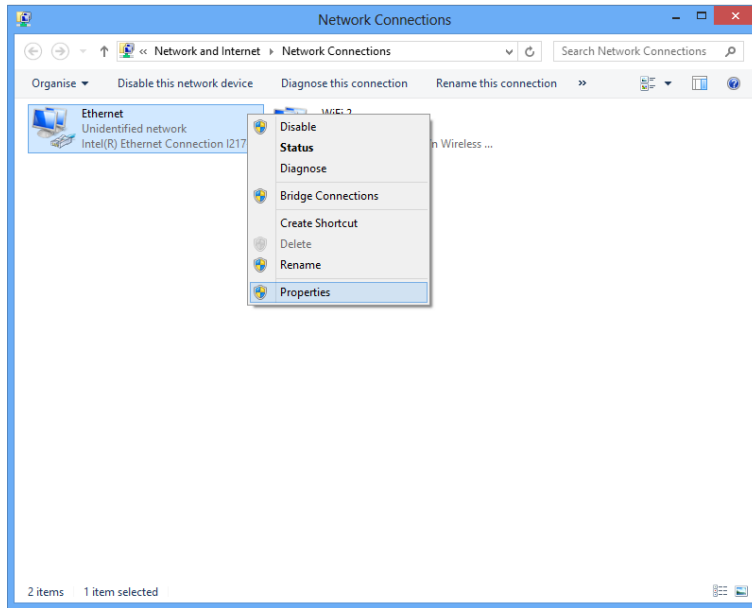 Network Connections
« Network and Internet Network Connections
Search Network Connections
Organise Disable this network device Diagnose this connection Rename this connection »
Ethernet
Unidentified network
Intel(R) Ethernet Connection I217
WiFi 2
n Wireless ...
Disable
Status
Diagnose
Bridge Connections
Create Shortcut
Delete
Rename
Properties
2 items 1 item selected